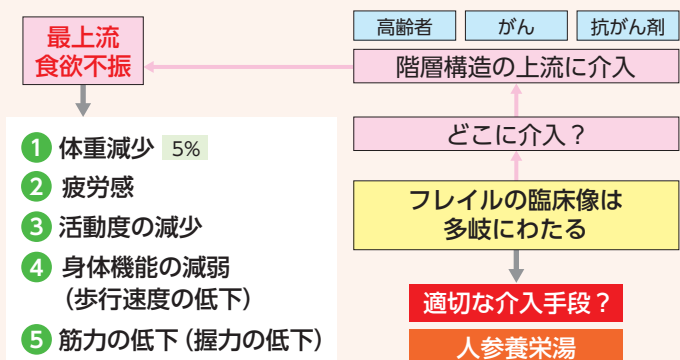 最上流
食欲不振
① 体重減少 5%
② 疲労感
③ 活動度の減少
④ 身体機能の減弱
(歩行速度の低下)
⑤ 筋力の低下(握力の低下)
高齢者 がん 抗がん剤
階層構造の上流に介入
どこに介入?
フレイルの臨床像は
多岐にわたる
適切な介入手段?
人参養栄湯